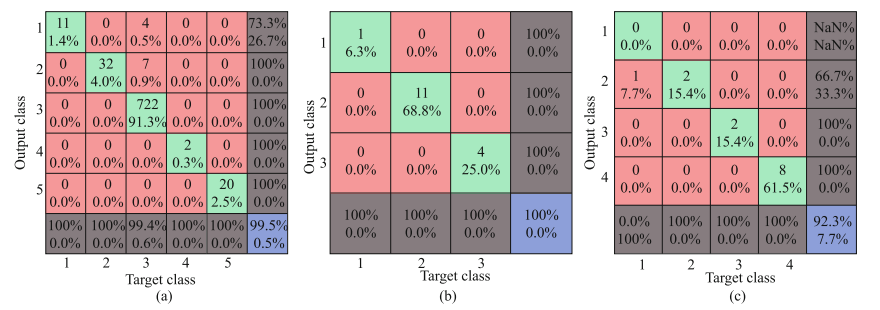 1 11 0 4 0 0 73.3%
1.4% 0.0% 0.5% 0.0% 0.0% 26.7%
2 0 32 7 0 0 100%
0.0% 4.0% 0.9% 0.0% 0.0% 0.0%
3 0 0 722 0 0 100%
0.0% 0.0% 91.3% 0.0% 0.0% 0.0%
4 0 0 0 2 0 100%
0.0% 0.0% 0.0% 0.3% 0.0% 0.0%
5 0 0 0 0 20 100%
0.0% 0.0% 0.0% 0.0% 2.5% 0.0%
100% 100% 99.4% 100% 100% 99.5%
0.0% 0.0% 0.6% 0.0% 0.0% 0.5%
1 2 3 4 5
Output class
Target class
(a)
1 1 0 0 100%
6.3% 0.0% 0.0% 0.0%
2 0 11 0 100%
0.0% 68.8% 0.0% 0.0%
3 0 0 4 100%
0.0% 0.0% 25.0% 0.0%
100% 100% 100% 100%
0.0% 0.0% 0.0% 0.0%
1 2 3
Output class
Target class
(b)
1 0 0 0 0 NaN%
0.0% 0.0% 0.0% 0.0% NaN%
2 1 2 0 0 66.7%
7.7% 15.4% 0.0% 0.0% 33.3%
3 0 0 2 0 100%
0.0% 0.0% 15.4% 0.0% 0.0%
4 0 0 0 8 100%
0.0% 0.0% 0.0% 61.5% 0.0%
0.0% 100% 100% 100% 92.3%
100% 0.0% 0.0% 0.0% 7.7%
1 2 3 4
Output class
Target class
(c)